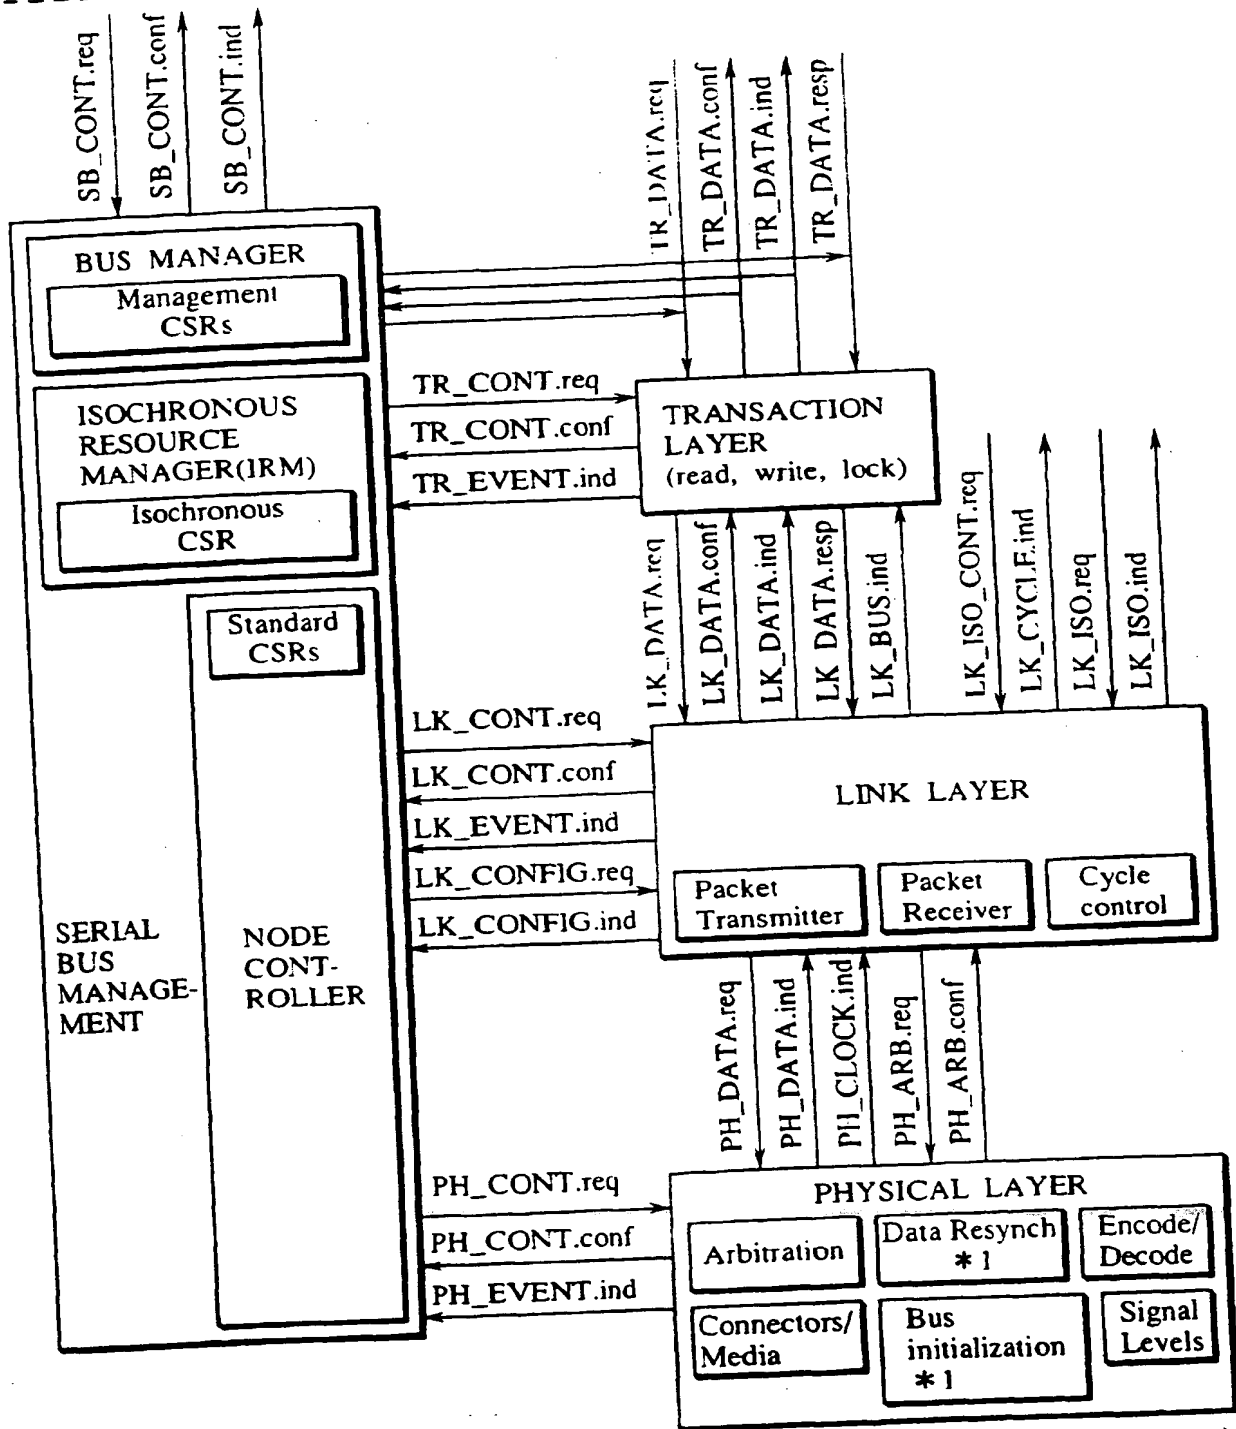 SB_CONT.req
SB_CONT.conf
SB_CONT.ind
TR_DATA.req
TR_DATA.conf
TR_DATA.ind
TR_DATA.resp
BUS MANAGER
Management
CSRs
ISOCHRONOUS
RESOURCE
MANAGER(IRM)
Isochronous
CSR
TR_CONT.req
TR_CONT.conf
TR_EVENT.ind
TRANSACTION
LAYER
(read, write, lock)
LK_DATA.req
LK_DATA.conf
LK_DATA.ind
LK DATA.resp
LK_BUS.ind
LK_ISO_CONT.req
LK_CYCLE.ind
LK_ISO.req
LK_ISO.ind
Standard
CSRs
LK_CONT.req
LK_CONT.conf
LK_EVENT.ind
LK_CONFIG.req
LK_CONFIG.ind
LINK LAYER
Packet
Transmitter
Packet
Receiver
Cycle
control
SERIAL
BUS
MANAGE-
MENT
NODE
CONT-
ROLLER
PH_DATA.req
PH_DATA.ind
PH_CLOCK.ind
PH_ARB.req
PH_ARB.conf
PH_CONT.req
PH_CONT.conf
PH_EVENT.ind
PHYSICAL LAYER
Arbitration
Data Resynch
*1
Encode/
Decode
Connectors/
Media
Bus
initialization
*1
Signal
Levels